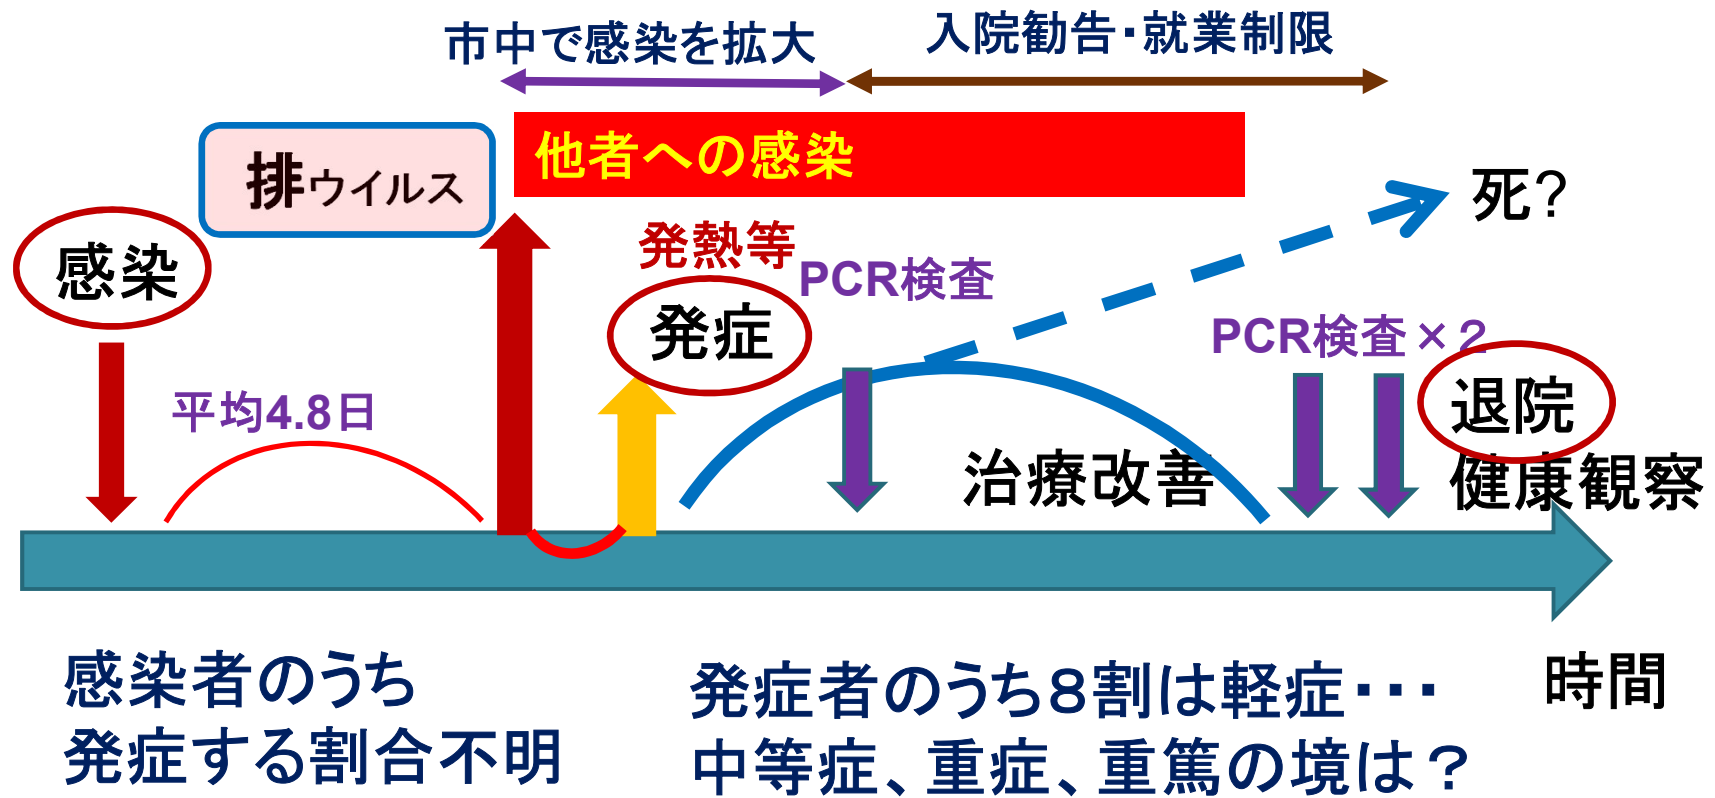 市中で感染を拡大
入院勧告・就業制限
排ウイルス
他者への感染
死?
感染
発熱等
PCR検査
発症
PCR検査×２
平均4.8日
退院
治療改善
健康観察
感染者のうち
発症する割合不明
発症者のうち８割は軽症・・・
中等症、重症、重篤の境は？
時間